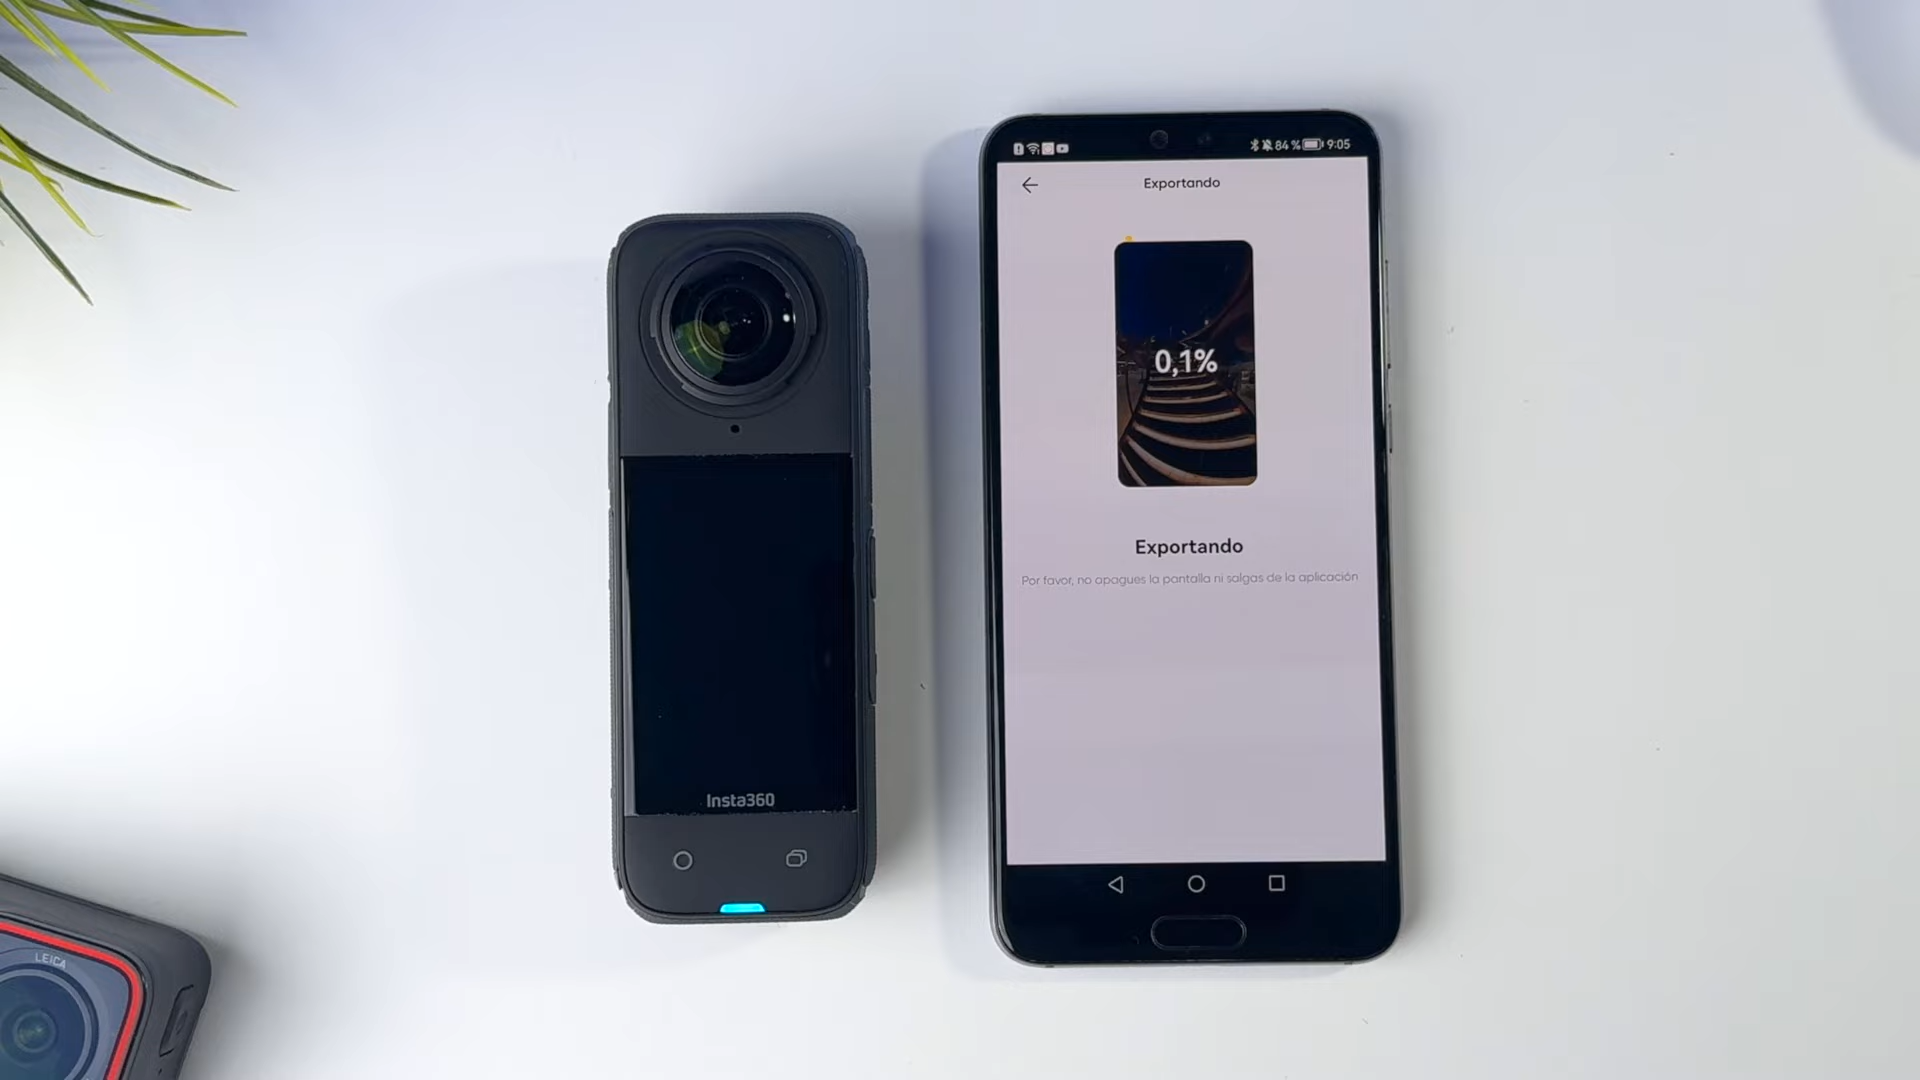 84 % 9:05
Exportando
0,1%
Exportando
Por favor, no apagues la pantalla ni salgas de la aplicación
Insta360
LEICA